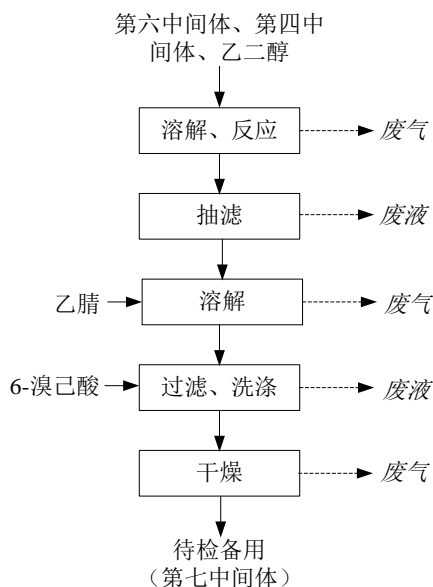 第六中间体、第四中
间体、乙二醇
溶解、反应
废气
抽滤
废液
乙腈
溶解
废气
6-溴己酸
过滤、洗涤
废液
干燥
废气
待检备用
（第七中间体）